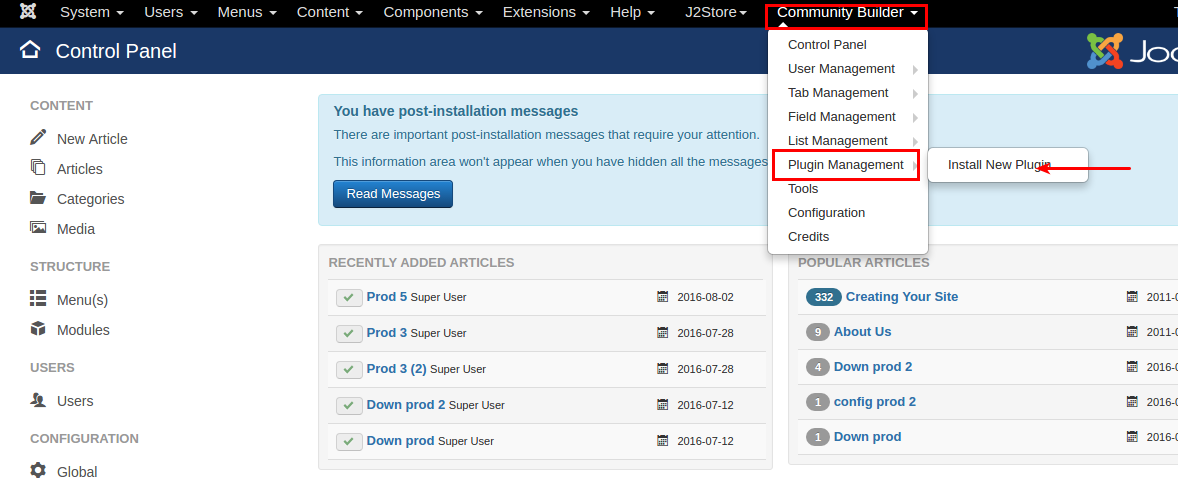 System Users Menus Content Components Extensions Help J2Store Community Builder
Control Panel
Control Panel
User Management
Tab Management
Field Management
List Management
Plugin Management
Install New Plugin
Tools
Configuration
Credits
CONTENT
New Article
Articles
Categories
Media
STRUCTURE
Menu(s)
Modules
USERS
Users
CONFIGURATION
Global
You have post-installation messages
There are important post-installation messages that require your attention.
This information area won't appear when you have hidden all the messages
Read Messages
RECENTLY ADDED ARTICLES
Prod 5 Super User 2016-08-02
Prod 3 Super User 2016-07-28
Prod 3 (2) Super User 2016-07-28
Down prod 2 Super User 2016-07-12
Down prod Super User 2016-07-12
POPULAR ARTICLES
332 Creating Your Site 2011-0
9 About Us 2011-0
4 Down prod 2 2016-0
1 config prod 2 2016-0
1 Down prod 2016-0